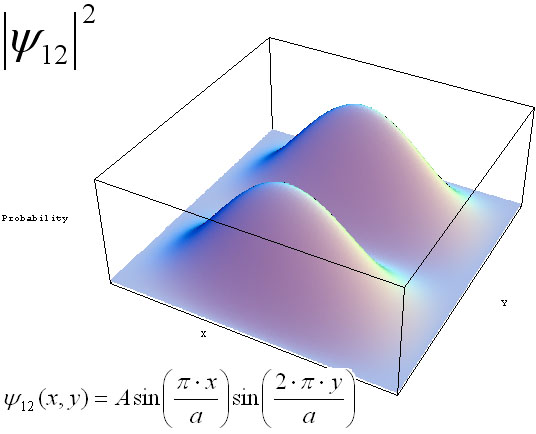 |ψ₁₂|²
Probability
Y
X
ψ₁₂(x, y) = A sin(π·x/a) sin(2·π·y/a)